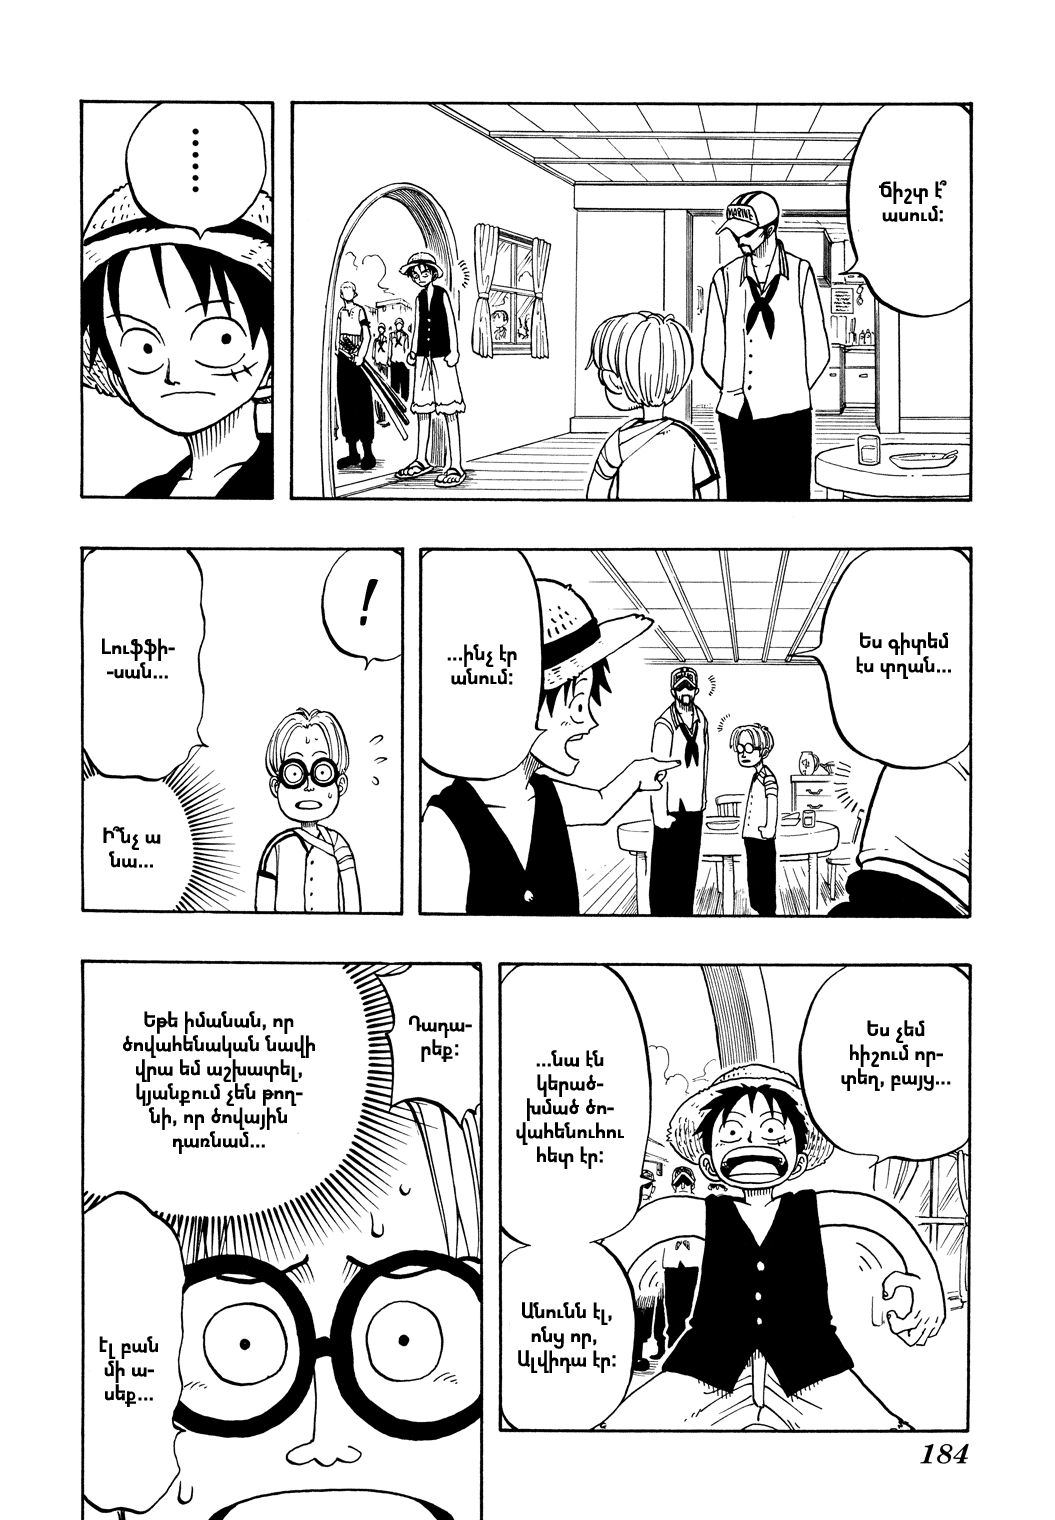 Ճիշտ է՞
ասում:
MARINE
......
Ես գիտեմ
էս տղան...
...ինչ էր
անում:
!
Լուֆֆի-
-սան...
Ի՞նչ ա
նա...
Ես չեմ
հիշում որ-
տեղ, բայց...
...նա էն
կերած-
խմած ծո-
վահենուհու
հետ էր:
Անունն էլ,
ոնց որ,
Ալվիդա էր:
Դադա-
րեք:
Եթե իմանան, որ
ծովահենական նավի
վրա եմ աշխատել,
կյանքում չեն թող-
նի, որ ծովային
դառնամ...
էլ բան
մի ա-
սեք...
184